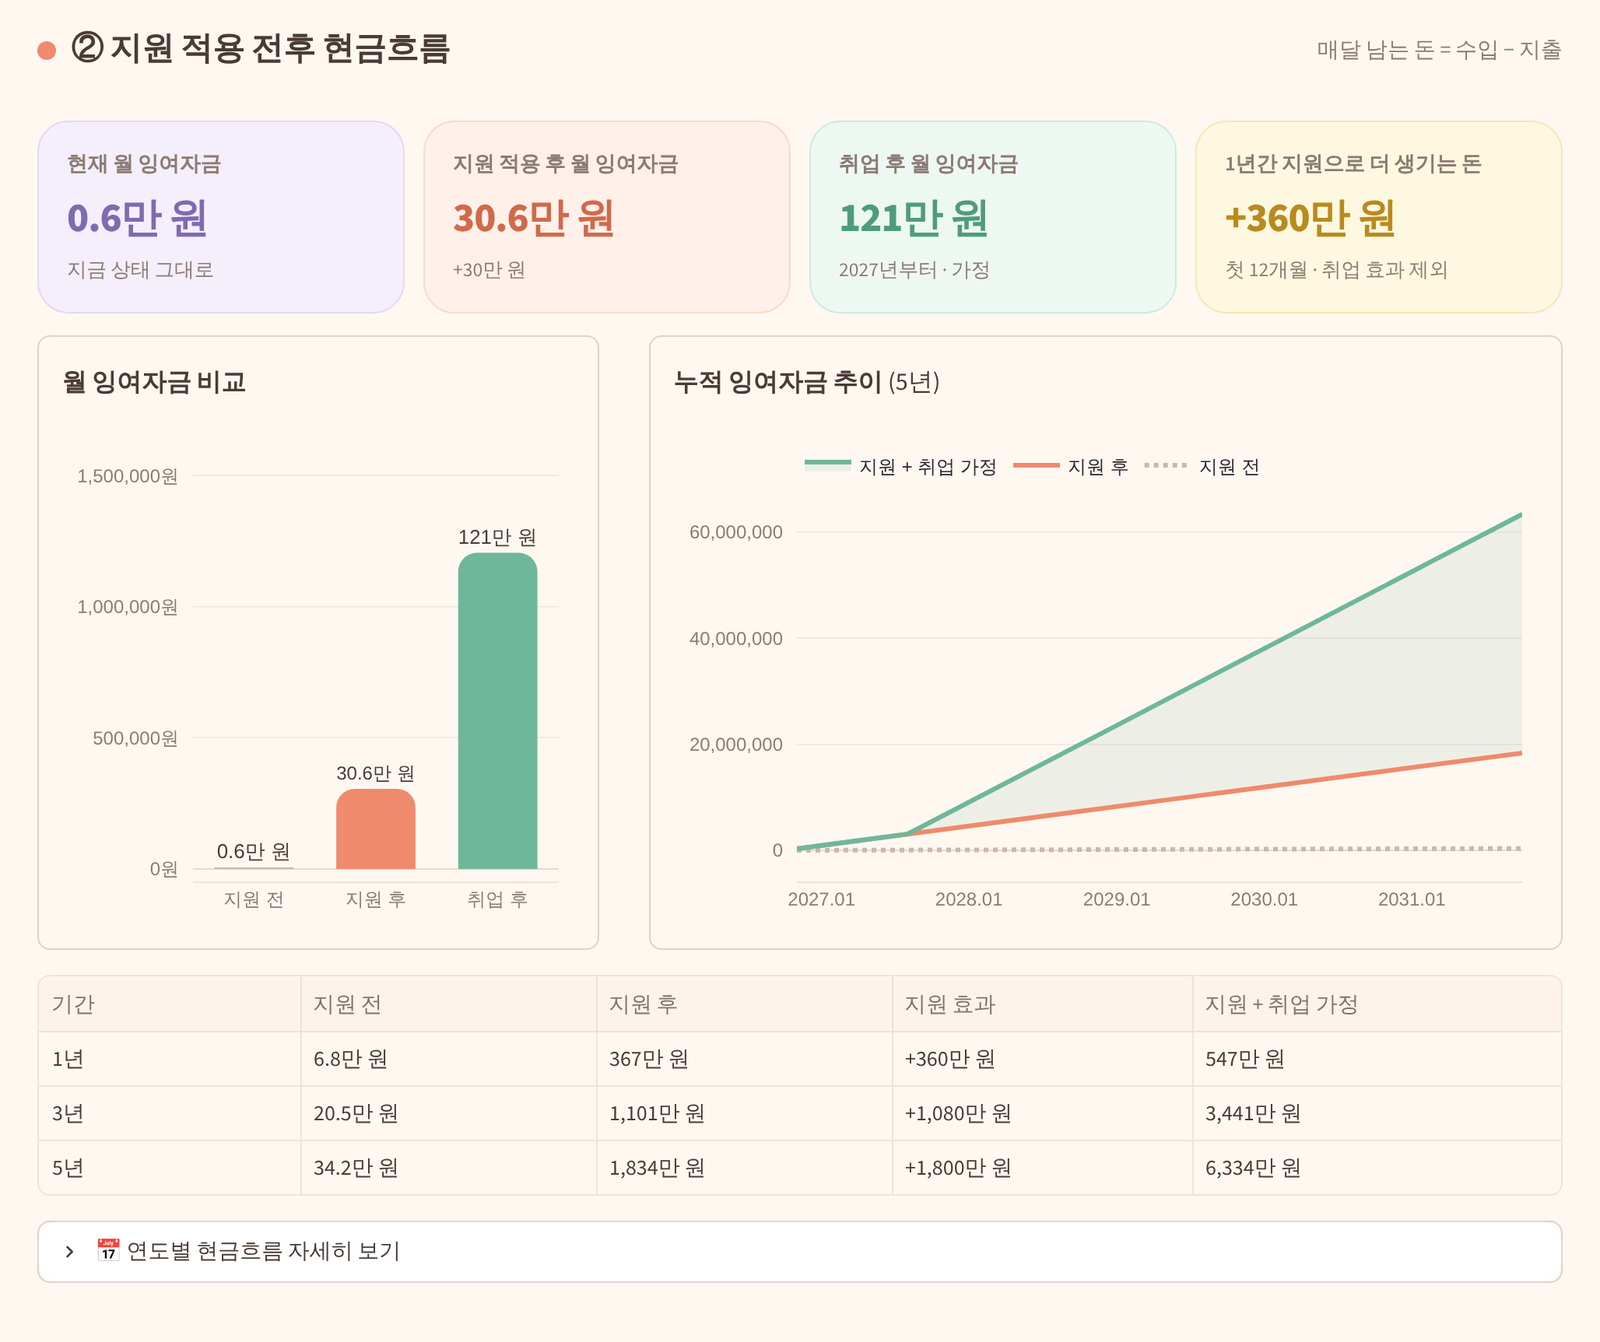 ② 지원 적용 전후 현금흐름
매달 남는 돈 = 수입 − 지출
현재 월 잉여자금
0.6만 원
지금 상태 그대로
지원 적용 후 월 잉여자금
30.6만 원
+30만 원
취업 후 월 잉여자금
121만 원
2027년부터 · 가정
1년간 지원으로 더 생기는 돈
+360만 원
첫 12개월 · 취업 효과 제외
월 잉여자금 비교
1,500,000원
1,000,000원
500,000원
0원
0.6만 원
30.6만 원
121만 원
지원 전
지원 후
취업 후
누적 잉여자금 추이 (5년)
지원 + 취업 가정
지원 후
지원 전
60,000,000
40,000,000
20,000,000
0
2027.01
2028.01
2029.01
2030.01
2031.01
기간 지원 전 지원 후 지원 효과 지원 + 취업 가정
1년 6.8만 원 367만 원 +360만 원 547만 원
3년 20.5만 원 1,101만 원 +1,080만 원 3,441만 원
5년 34.2만 원 1,834만 원 +1,800만 원 6,334만 원
› 📅 연도별 현금흐름 자세히 보기